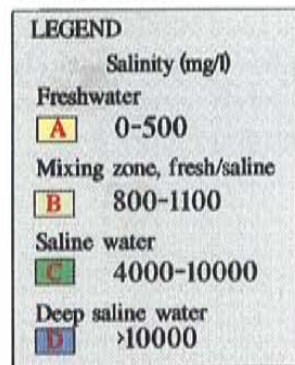 LEGEND
Salinity (mg/l)
Freshwater
A 0-500
Mixing zone, fresh/saline
B 800-1100
Saline water
C 4000-10000
Deep saline water
D >10000